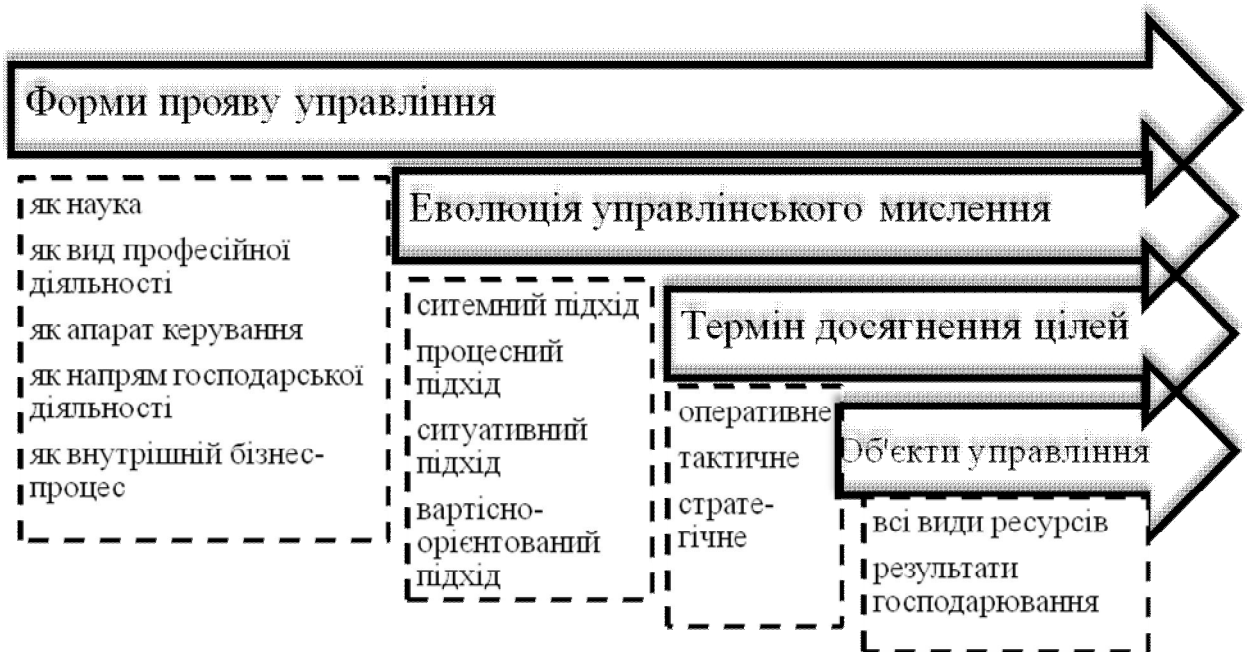 Форми прояву управління
як наука
як вид професійної
діяльності
як апарат керування
як напрям господарської
діяльності
як внутрішній бізнес-
процес
Еволюція управлінського мислення
ситемний підхід
процесний
підхід
ситуативний
підхід
вартісно-
орієнтований
підхід
Термін досягнення цілей
оперативне
тактичне
страте-
гічне
Об'єкти управління
всі види ресурсів
результати
господарювання